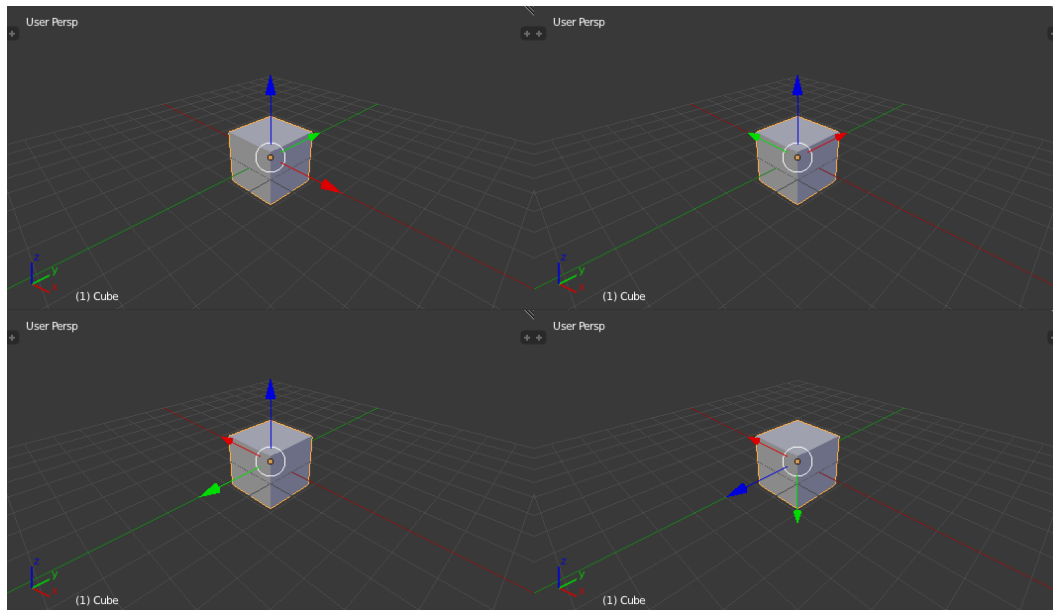 User Persp
User Persp
z
y
x
(1) Cube
z
y
x
(1) Cube
User Persp
User Persp
z
y
x
(1) Cube
z
y
x
(1) Cube